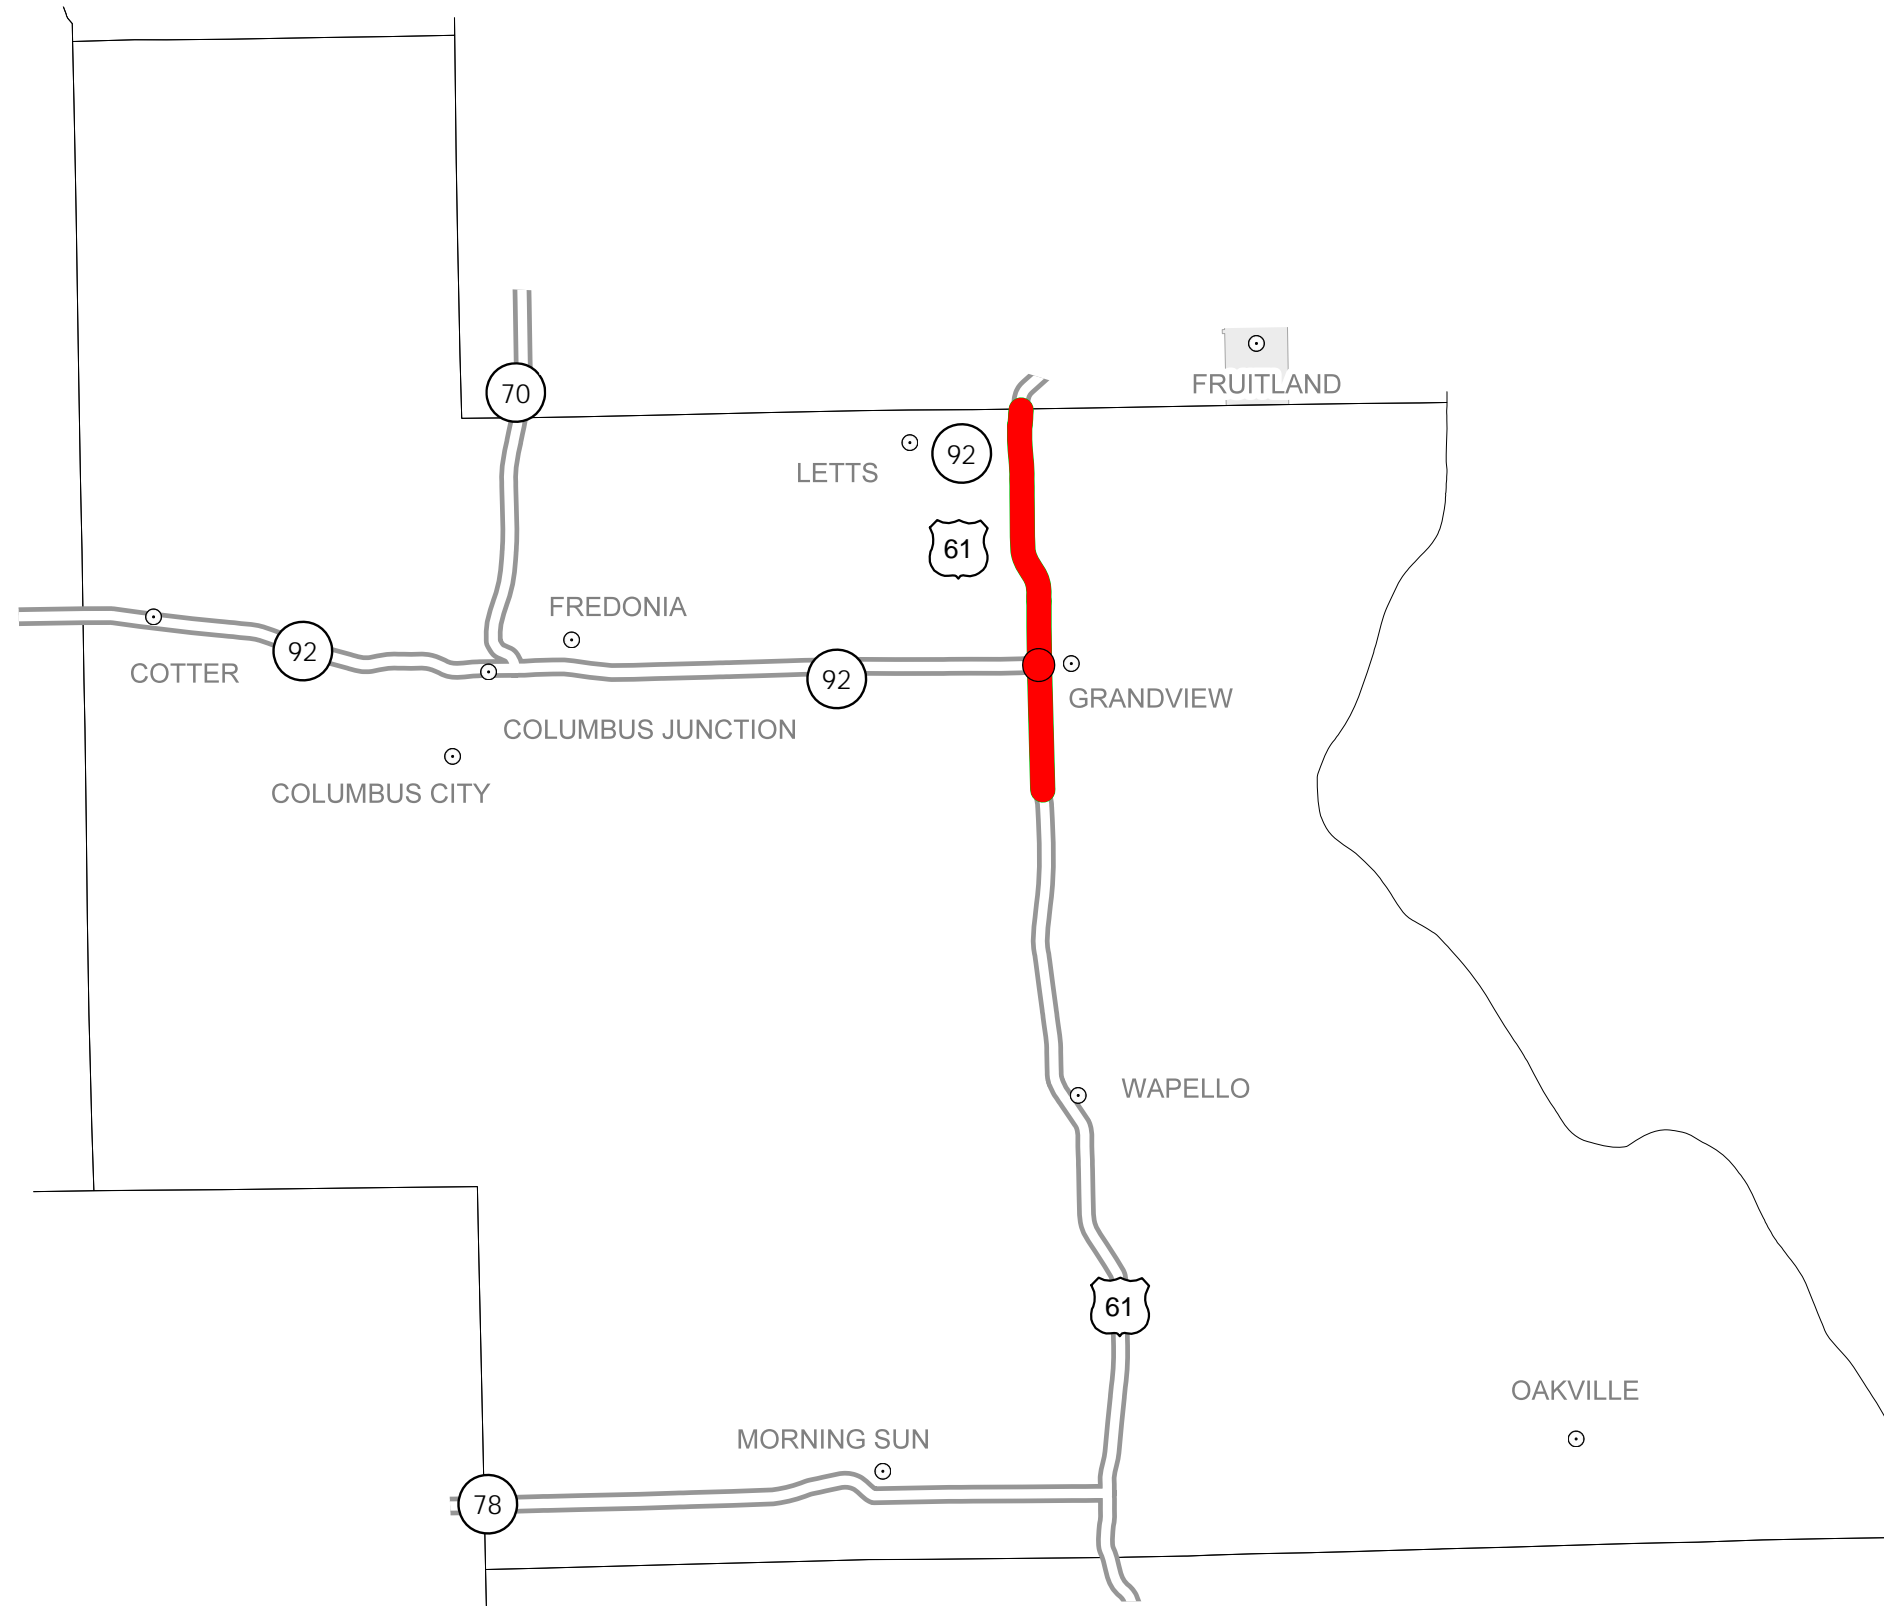 70
FRUITLAND
LETTS
92
61
FREDONIA
92
COTTER
92
GRANDVIEW
COLUMBUS JUNCTION
COLUMBUS CITY
WAPELLO
61
OAKVILLE
MORNING SUN
78